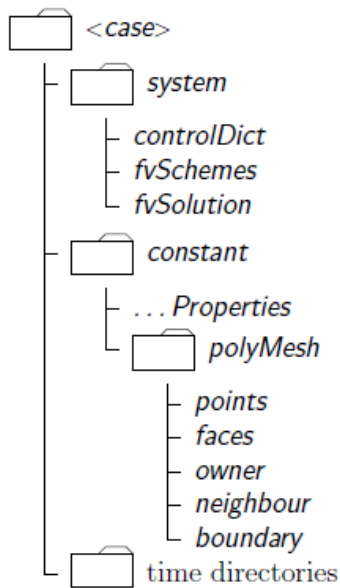 <case>
system
controlDict
fvSchemes
fvSolution
constant
...Properties
polyMesh
points
faces
owner
neighbour
boundary
time directories